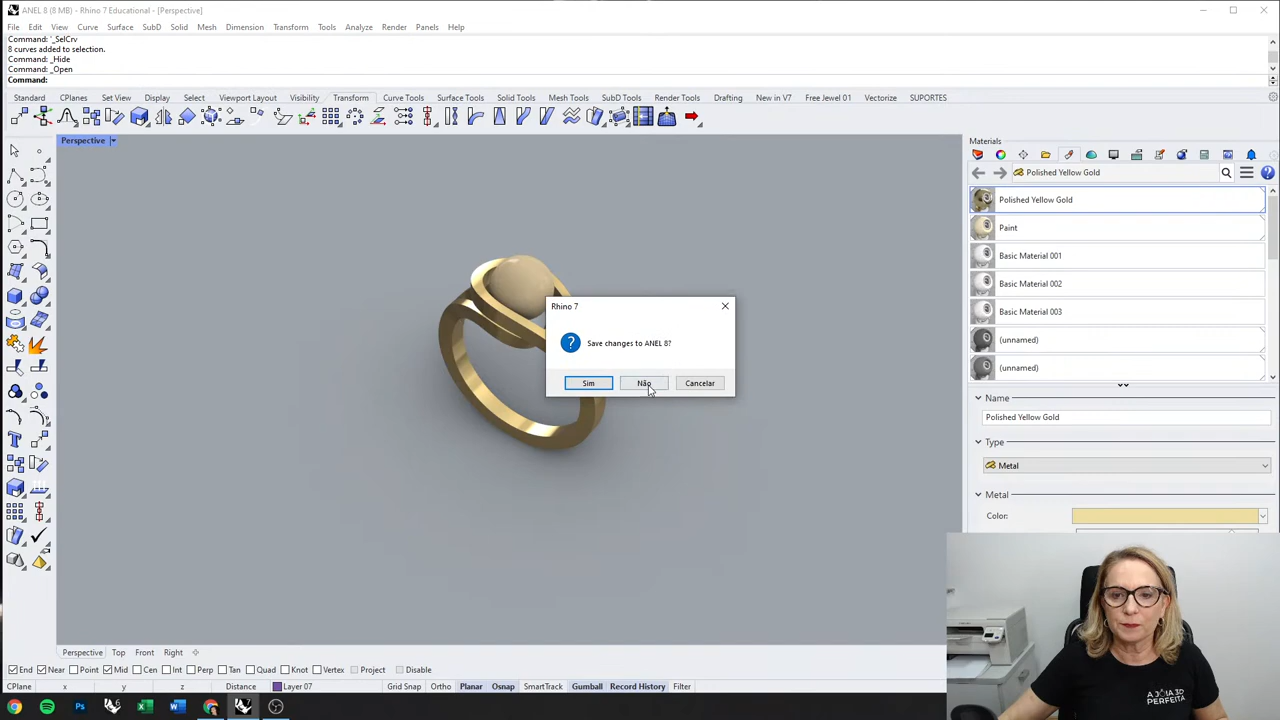 ANEL 8 (8 MB) - Rhino 7 Educational - [Perspective]
File Edit View Curve Surface SubD Solid Mesh Dimension Transform Tools Analyze Render Panels Help
Command: '_SelCrv
8 curves added to selection.
Command: _Hide
Command: _Open
Command:
Standard CPlanes Set View Display Select Viewport Layout Visibility Transform Curve Tools Surface Tools Solid Tools Mesh Tools SubD Tools Render Tools Drafting New in V7 Free Jewel 01 Vectorize SUPORTES
Perspective
Materials
Polished Yellow Gold
Polished Yellow Gold
Paint
Basic Material 001
Basic Material 002
Basic Material 003
(unnamed)
(unnamed)
Rhino 7
Save changes to ANEL 8?
Sim Não Cancelar
Name
Polished Yellow Gold
Type
Metal
Metal
Color:
A JÓIA 3D
PERFEITA
Perspective Top Front Right
End Near Point Mid Cen Int Perp Tan Quad Knot Vertex Project Disable
CPlane x y z Distance Layer 07 Grid Snap Ortho Planar Osnap SmartTrack Gumball Record History Filter